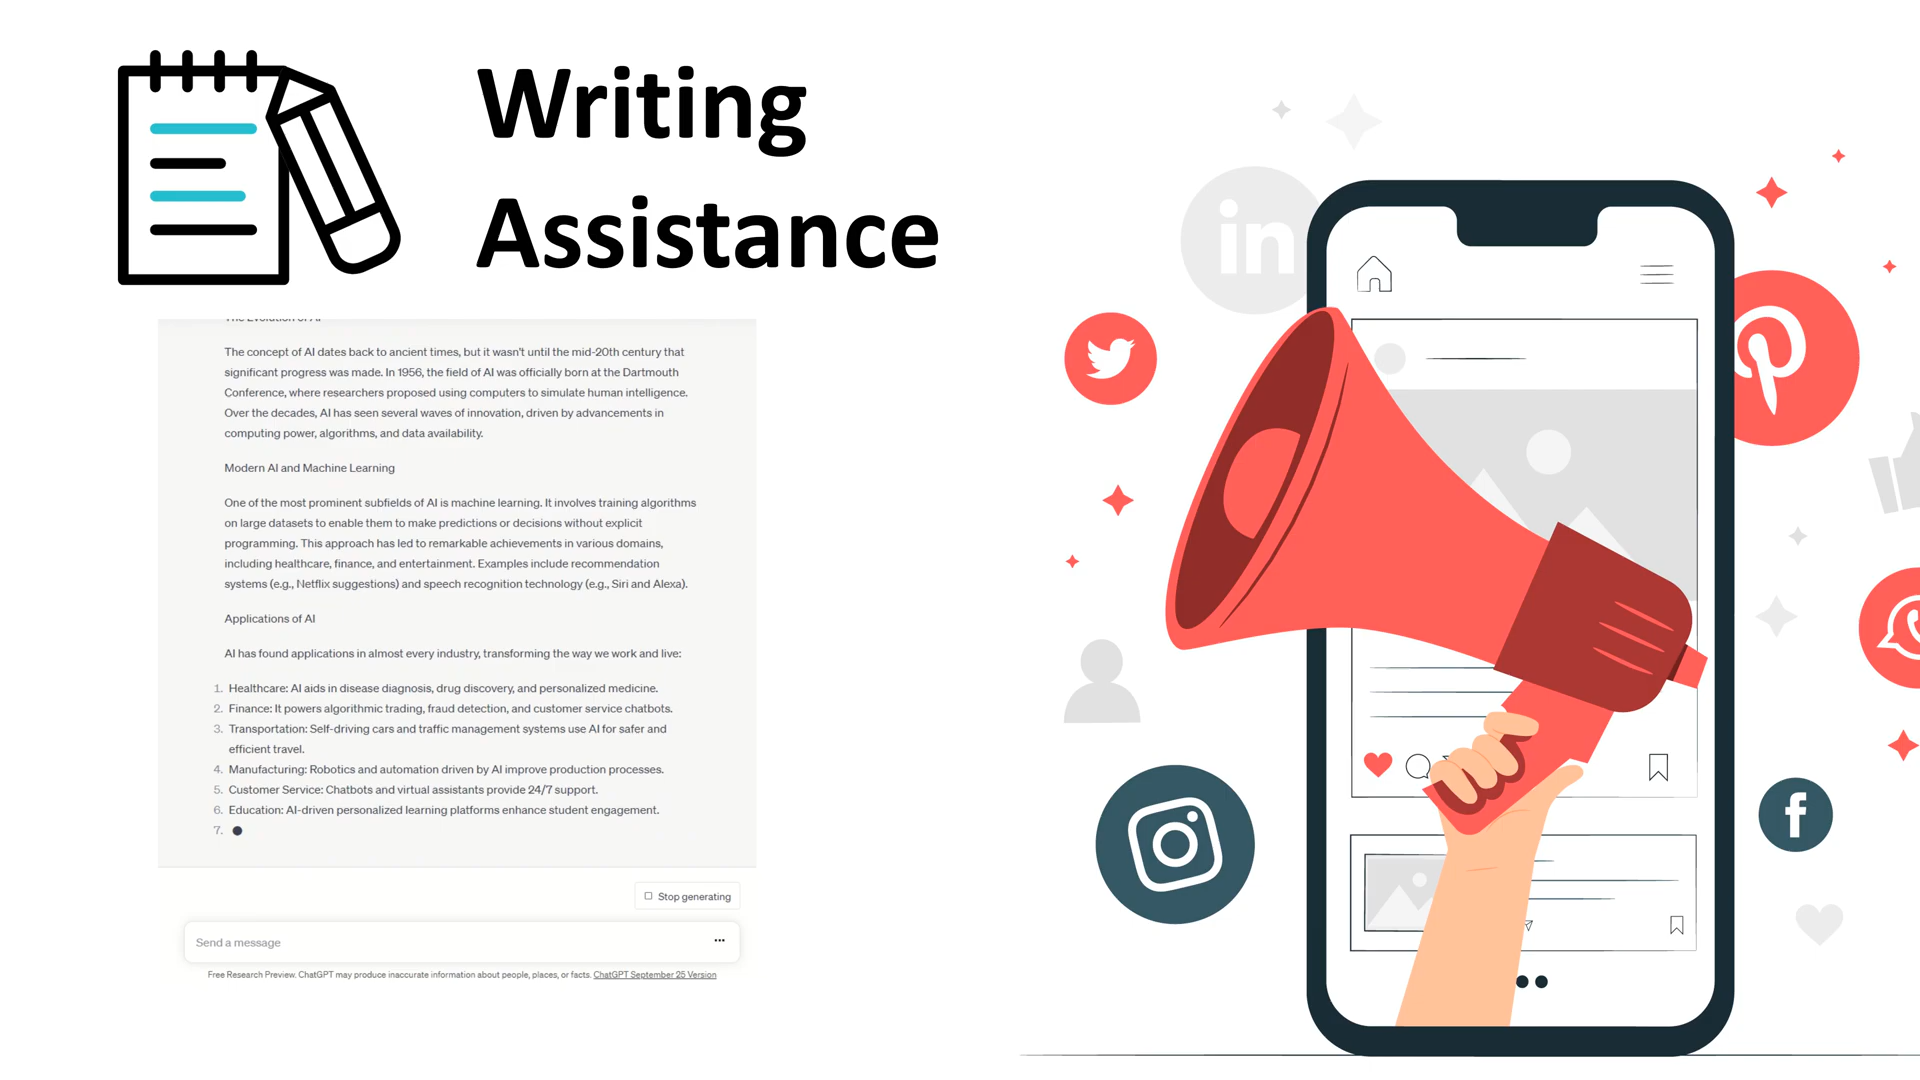 Writing
Assistance
The Evolution of AI
The concept of AI dates back to ancient times, but it wasn't until the mid-20th century that
significant progress was made. In 1956, the field of AI was officially born at the Dartmouth
Conference, where researchers proposed using computers to simulate human intelligence.
Over the decades, AI has seen several waves of innovation, driven by advancements in
computing power, algorithms, and data availability.
Modern AI and Machine Learning
One of the most prominent subfields of AI is machine learning. It involves training algorithms
on large datasets to enable them to make predictions or decisions without explicit
programming. This approach has led to remarkable achievements in various domains,
including healthcare, finance, and entertainment. Examples include recommendation
systems (e.g., Netflix suggestions) and speech recognition technology (e.g., Siri and Alexa).
Applications of AI
AI has found applications in almost every industry, transforming the way we work and live:
1. Healthcare: AI aids in disease diagnosis, drug discovery, and personalized medicine.
2. Finance: It powers algorithmic trading, fraud detection, and customer service chatbots.
3. Transportation: Self-driving cars and traffic management systems use AI for safer and
efficient travel.
4. Manufacturing: Robotics and automation driven by AI improve production processes.
5. Customer Service: Chatbots and virtual assistants provide 24/7 support.
6. Education: AI-driven personalized learning platforms enhance student engagement.
7.
Stop generating
Send a message
Free Research Preview. ChatGPT may produce inaccurate information about people, places, or facts. ChatGPT September 25 Version
in